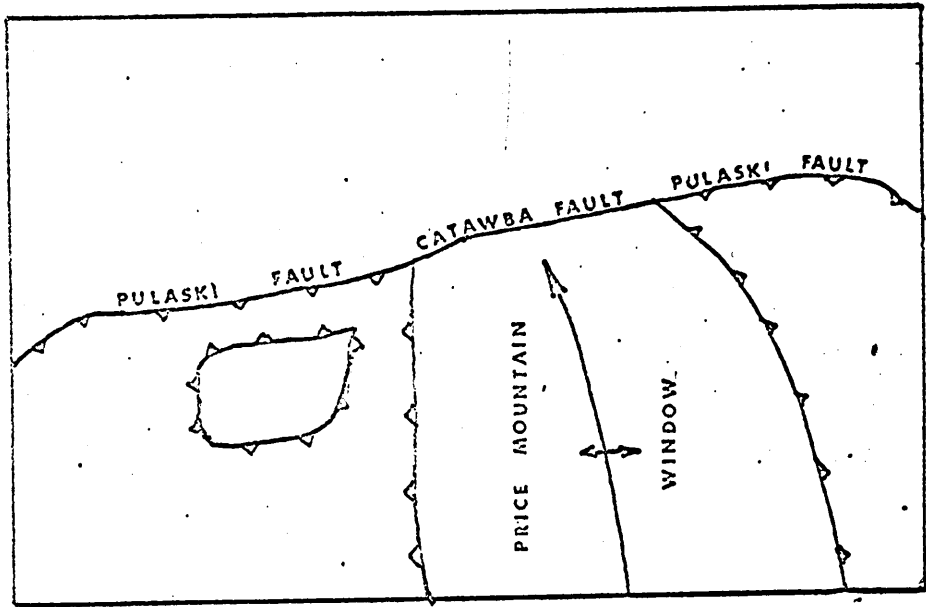 PULASKI FAULT
CATAWBA FAULT
PULASKI FAULT
PRICE MOUNTAIN
WINDOW